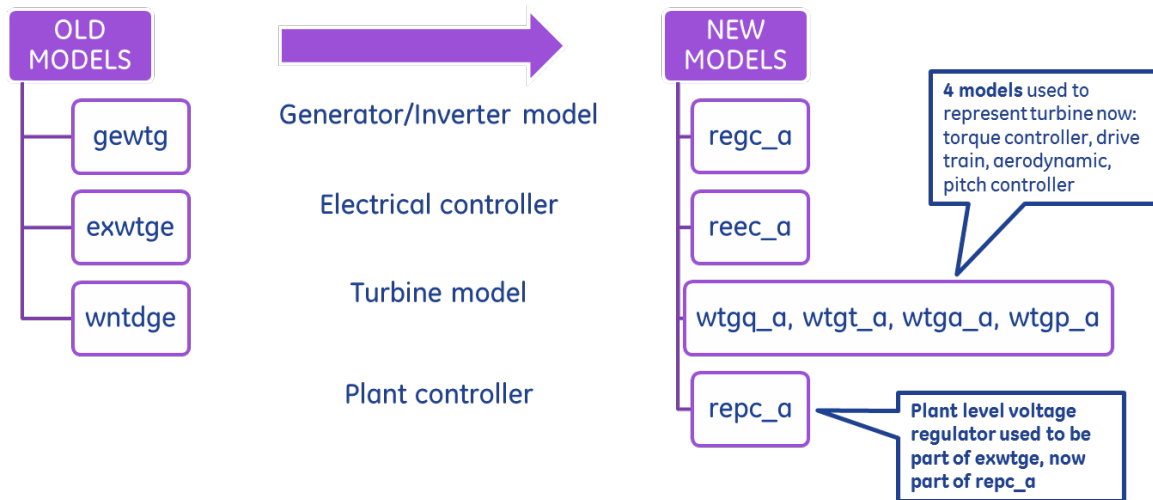 OLD
MODELS
NEW
MODELS
Generator/Inverter model
gewtg
regc_a
4 models used to
represent turbine now:
torque controller, drive
train, aerodynamic,
pitch controller
Electrical controller
exwtge
reec_a
Turbine model
wntdge
wtgq_a, wtgt_a, wtga_a, wtgp_a
Plant controller
repc_a
Plant level voltage
regulator used to be
part of exwtge, now
part of repc_a